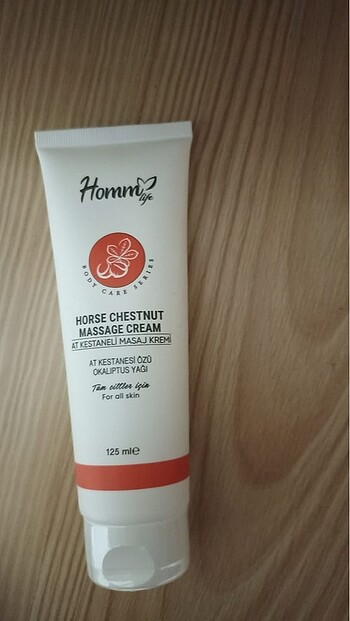 Homm
life
BODY CARE SERIES
HORSE CHESTNUT
MASSAGE CREAM
AT KESTANELİ MASAJ KREMİ
AT KESTANESİ ÖZÜ
OKALİPTUS YAĞI
Tüm ciltler için
For all skin
125 ml℮